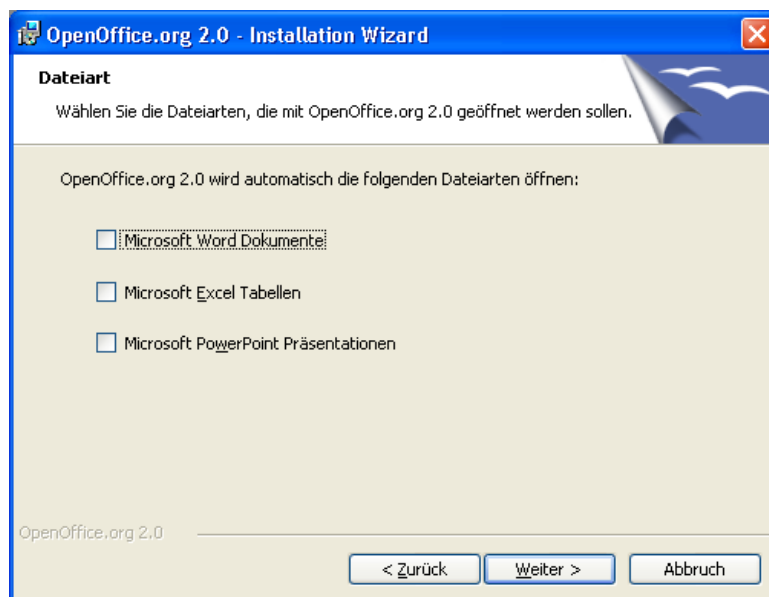 OpenOffice.org 2.0 - Installation Wizard
Dateiart
Wählen Sie die Dateiarten, die mit OpenOffice.org 2.0 geöffnet werden sollen.
OpenOffice.org 2.0 wird automatisch die folgenden Dateiarten öffnen:
Microsoft Word Dokumente
Microsoft Excel Tabellen
Microsoft PowerPoint Präsentationen
OpenOffice.org 2.0
< Zurück Weiter > Abbruch